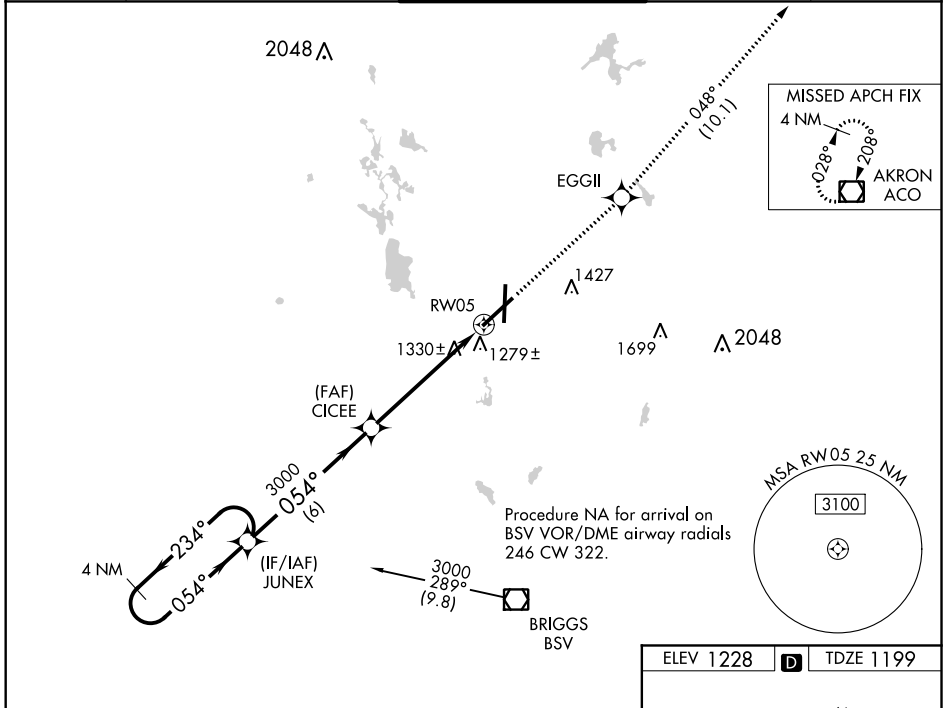 2048
048°
(10.1)
MISSED APCH FIX
4 NM
028°
208°
AKRON
ACO
EGGII
1427
RW05
1330±
1279±
1699
2048
(FAF)
CICEE
3000
054°
(6)
MSA RW05 25 NM
3100
234°
4 NM
054°
(IF/IAF)
JUNEX
Procedure NA for arrival on
BSV VOR/DME airway radials
246 CW 322.
3000
289°
(9.8)
BRIGGS
BSV
ELEV 1228 D TDZE 1199